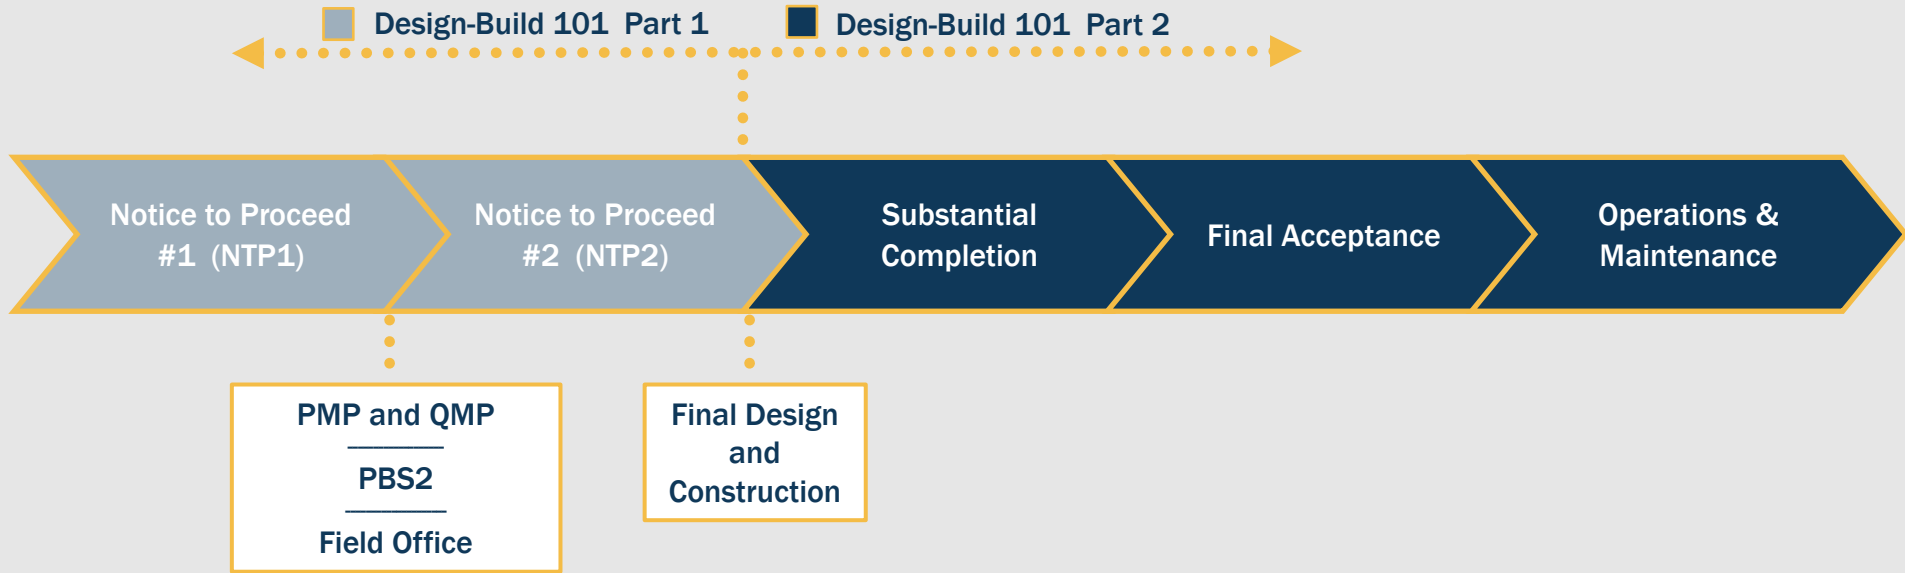 Design-Build 101 Part 1
Design-Build 101 Part 2
Notice to Proceed
#1 (NTP1)
Notice to Proceed
#2 (NTP2)
Substantial
Completion
Final Acceptance
Operations &
Maintenance
PMP and QMP
PBS2
Field Office
Final Design
and
Construction